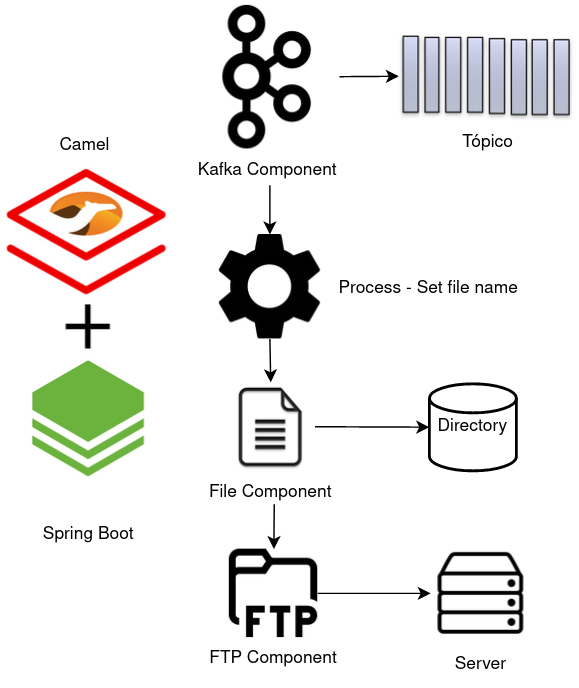 Camel
Kafka Component
Tópico
Process - Set file name
Directory
File Component
Spring Boot
FTP
FTP Component
Server